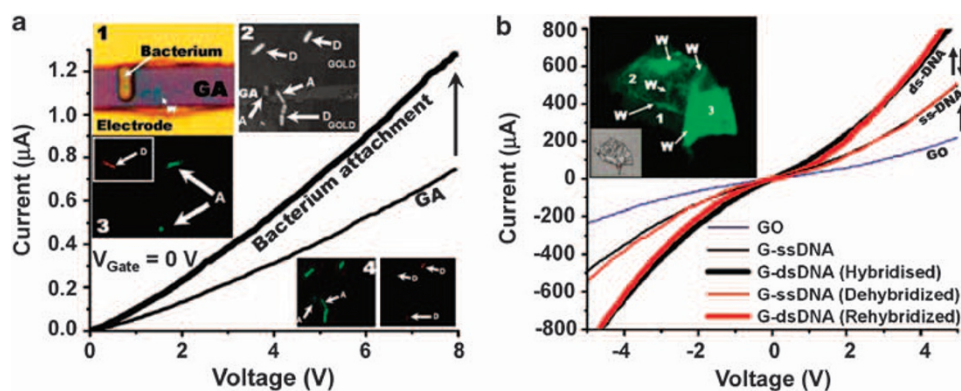 a
1
Bacterium
GA
W
Electrode
2
D
D
GOLD
GA
A
A
D
GOLD
D
A
3
Bacterium attachment
GA
V_Gate = 0 V
4
A
A
D
D
D
Current (μA)
1.2
1.0
0.8
0.6
0.4
0.2
0.0
0 2 4 6 8
Voltage (V)
b
W
W
2
W
W
1
3
W
ds-DNA
ss-DNA
GO
GO
G-ssDNA
G-dsDNA (Hybridised)
G-ssDNA (Dehybridized)
G-dsDNA (Rehybridized)
Current (μA)
800
600
400
200
0
-200
-400
-600
-800
-4 -2 0 2 4
Voltage (V)